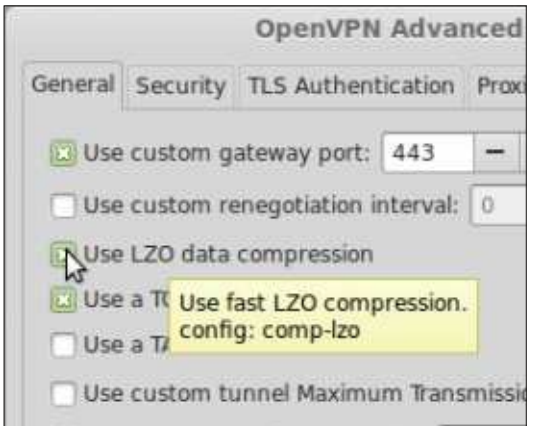 OpenVPN Advanced
General Security TLS Authentication
Use custom gateway port: 443
Use custom renegotiation interval: 0
Use LZO data compression
Use a
Use fast LZO compression.
config: comp-lzo
Use a
Use custom tunnel Maximum